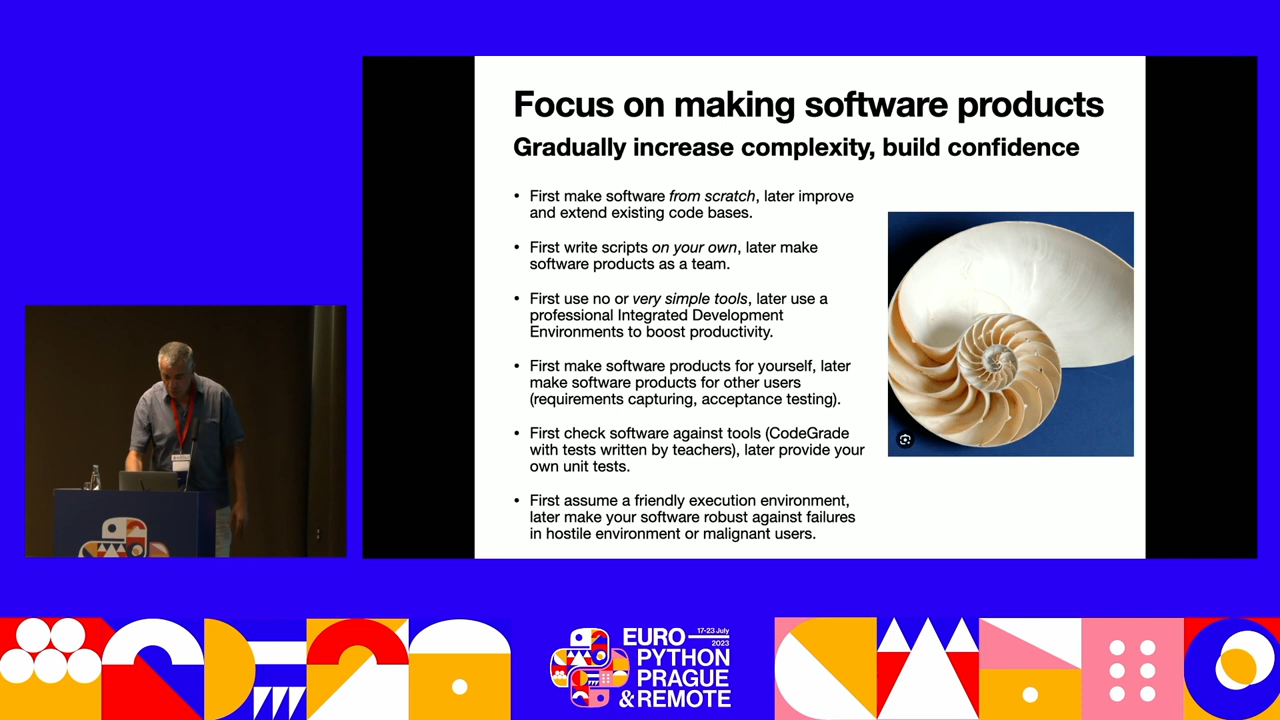 Focus on making software products
Gradually increase complexity, build confidence
• First make software from scratch, later improve
and extend existing code bases.
• First write scripts on your own, later make
software products as a team.
• First use no or very simple tools, later use a
professional Integrated Development
Environments to boost productivity.
• First make software products for yourself, later
make software products for other users
(requirements capturing, acceptance testing).
• First check software against tools (CodeGrade
with tests written by teachers), later provide your
own unit tests.
• First assume a friendly execution environment,
later make your software robust against failures
in hostile environment or malignant users.
17-23 July
2023
EURO
PYTHON
PRAGUE
& REMOTE